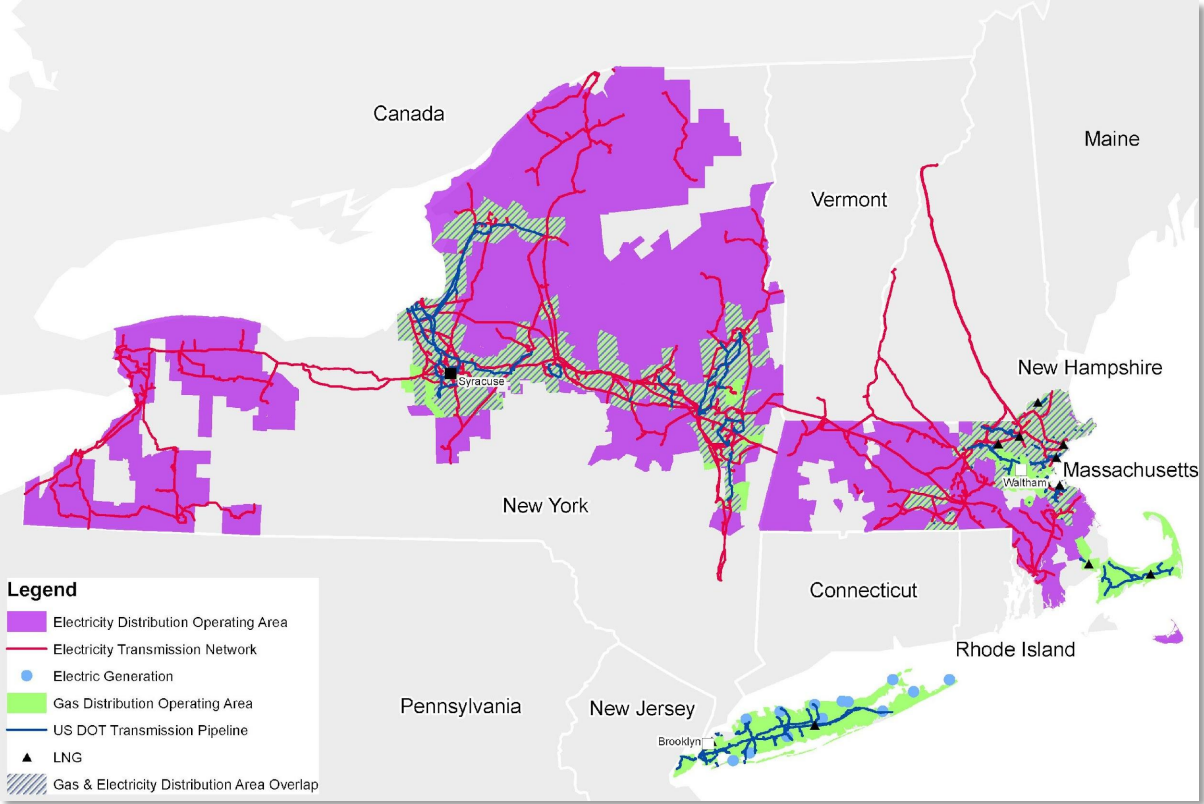 Canada
Maine
Vermont
New Hampshire
Syracuse
Massachusetts
Waltham
New York
Connecticut
Rhode Island
Pennsylvania
New Jersey
Brooklyn
Legend
Electricity Distribution Operating Area
Electricity Transmission Network
Electric Generation
Gas Distribution Operating Area
US DOT Transmission Pipeline
LNG
Gas & Electricity Distribution Area Overlap